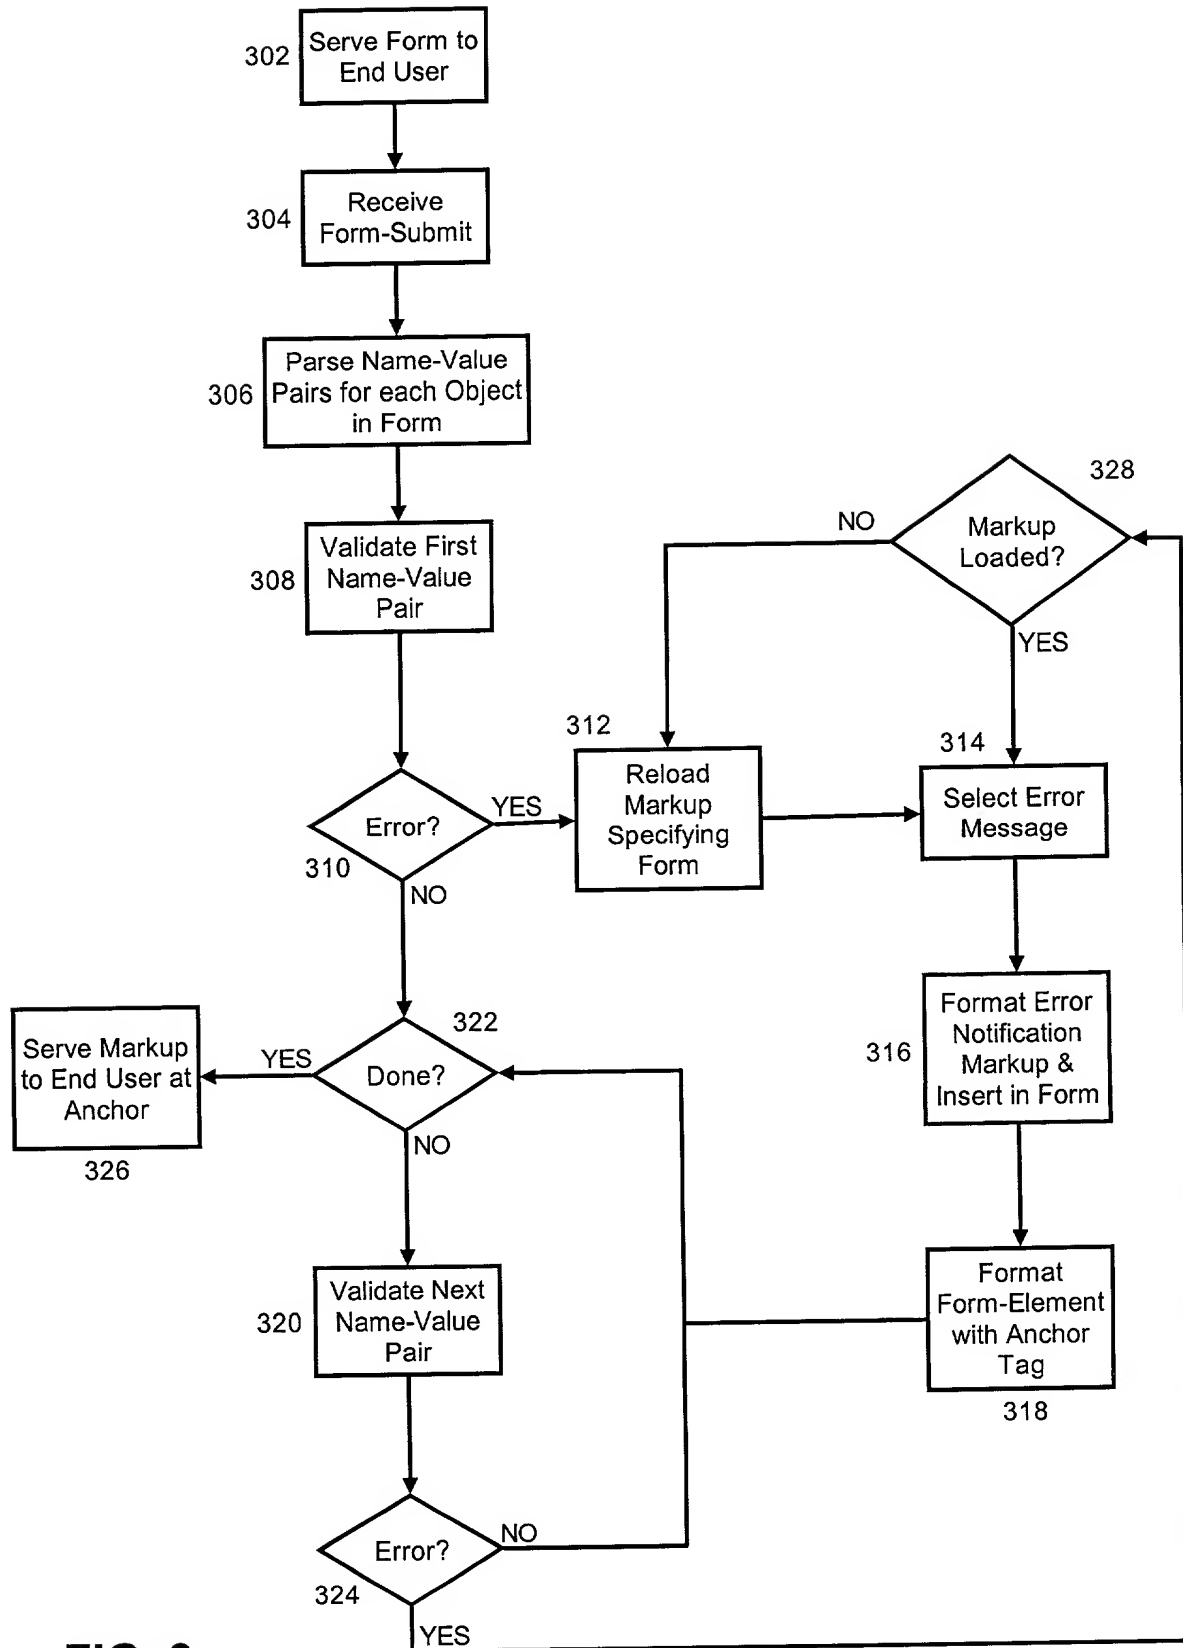 302
Serve Form to
End User
304
Receive
Form-Submit
306
Parse Name-Value
Pairs for each Object
in Form
308
Validate First
Name-Value
Pair
328
Markup
Loaded?
NO
YES
312
Reload
Markup
Specifying
Form
314
Select Error
Message
Error?
YES
310
NO
316
Format Error
Notification
Markup &
Insert in Form
322
Done?
YES
NO
Serve Markup
to End User at
Anchor
326
320
Validate Next
Name-Value
Pair
Format
Form-Element
with Anchor
Tag
318
Error?
NO
324
YES